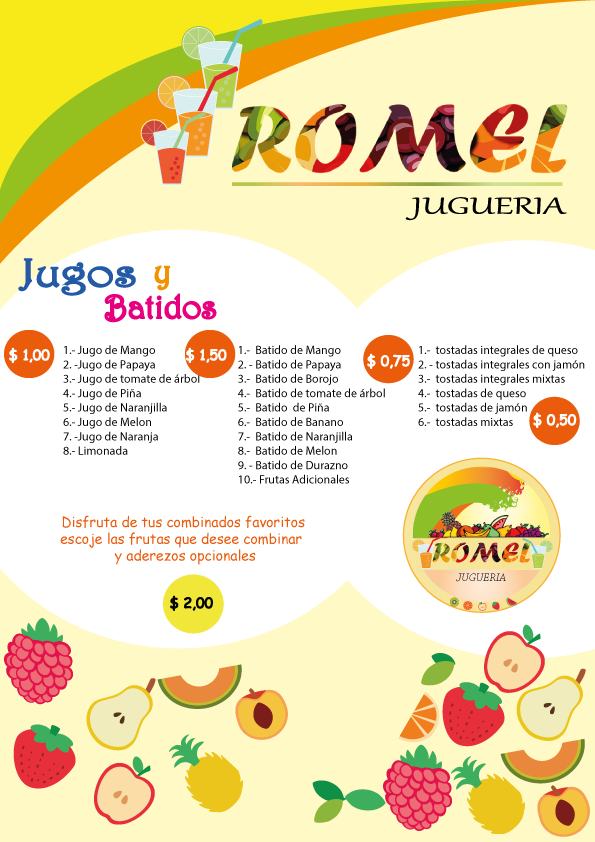 ROMEL
JUGUERIA
Jugos y
Batidos
$ 1,00
1.- Jugo de Mango
2. -Jugo de Papaya
3.- Jugo de tomate de árbol
4.- Jugo de Piña
5.- Jugo de Naranjilla
6.- Jugo de Melon
7. -Jugo de Naranja
8.- Limonada
$ 1,50
1.- Batido de Mango
2. - Batido de Papaya
3.- Batido de Borojo
4.- Batido de tomate de árbol
5.- Batido de Piña
6.- Batido de Banano
7.- Batido de Naranjilla
8.- Batido de Melon
9. - Batido de Durazno
10.- Frutas Adicionales
$ 0,75
1.- tostadas integrales de queso
2. - tostadas integrales con jamón
3.- tostadas integrales mixtas
4.- tostadas de queso
5.- tostadas de jamón
6.- tostadas mixtas
$ 0,50
Disfruta de tus combinados favoritos
escoje las frutas que desee combinar
y aderezos opcionales
$ 2,00
ROMEL
JUGUERIA